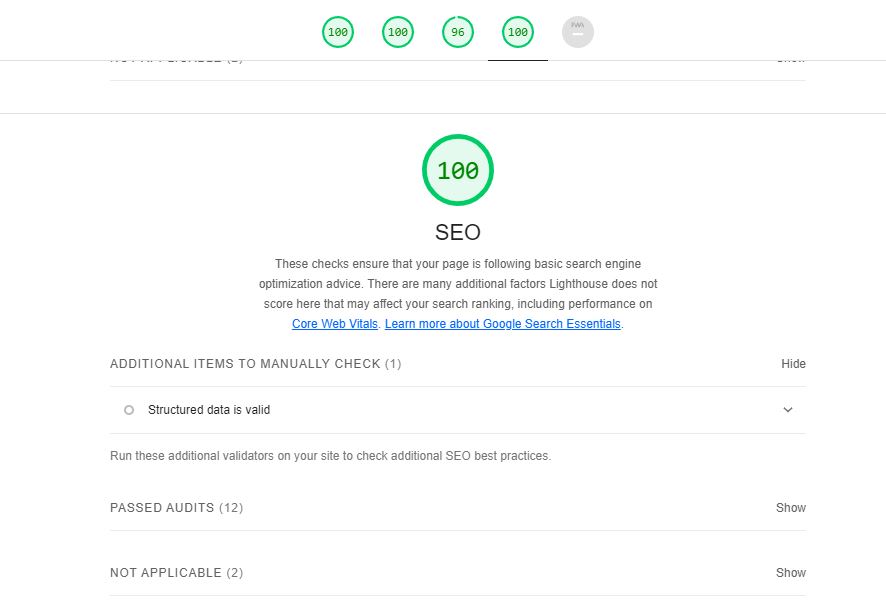 100 100 96 100 PWA
NOT APPLICABLE (2) Show
100
SEO
These checks ensure that your page is following basic search engine
optimization advice. There are many additional factors Lighthouse does not
score here that may affect your search ranking, including performance on
Core Web Vitals. Learn more about Google Search Essentials.
ADDITIONAL ITEMS TO MANUALLY CHECK (1) Hide
Structured data is valid
Run these additional validators on your site to check additional SEO best practices.
PASSED AUDITS (12) Show
NOT APPLICABLE (2) Show